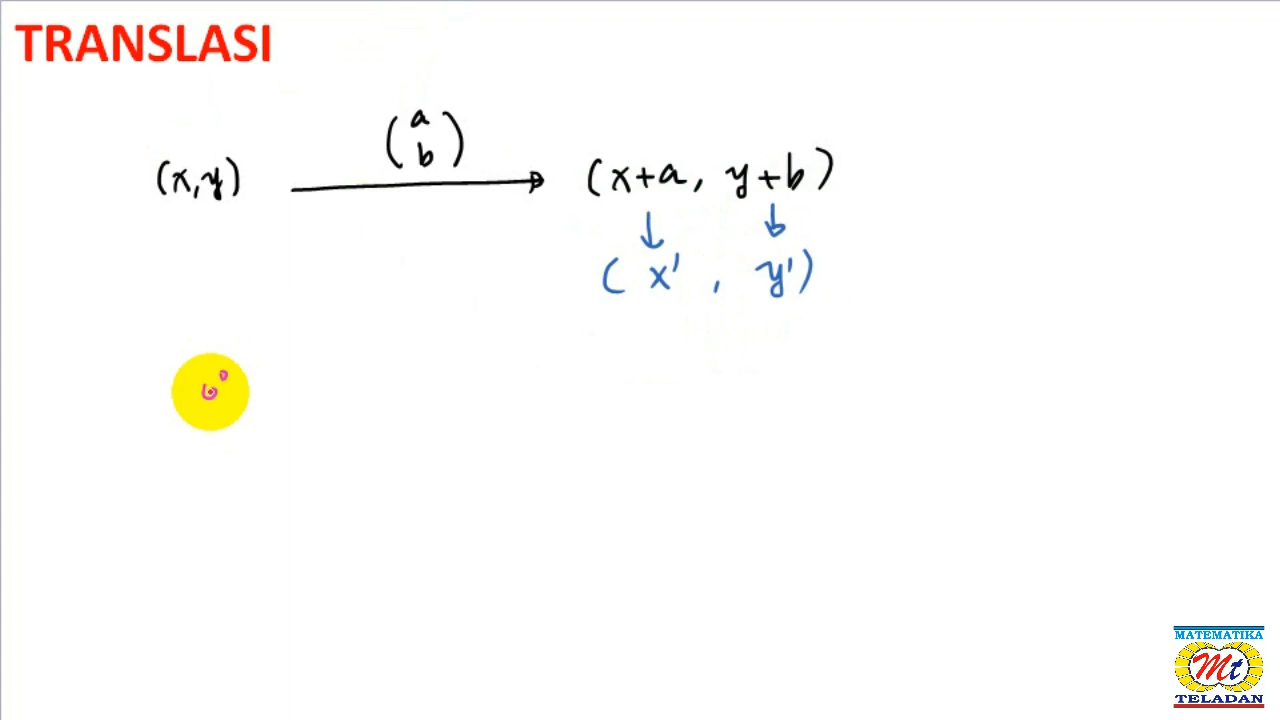 TRANSLASI
(a
b)
(x,y) → (x+a, y+b)
↓ ↓
(x', y')
MATEMATIKA
Mt
TELADAN